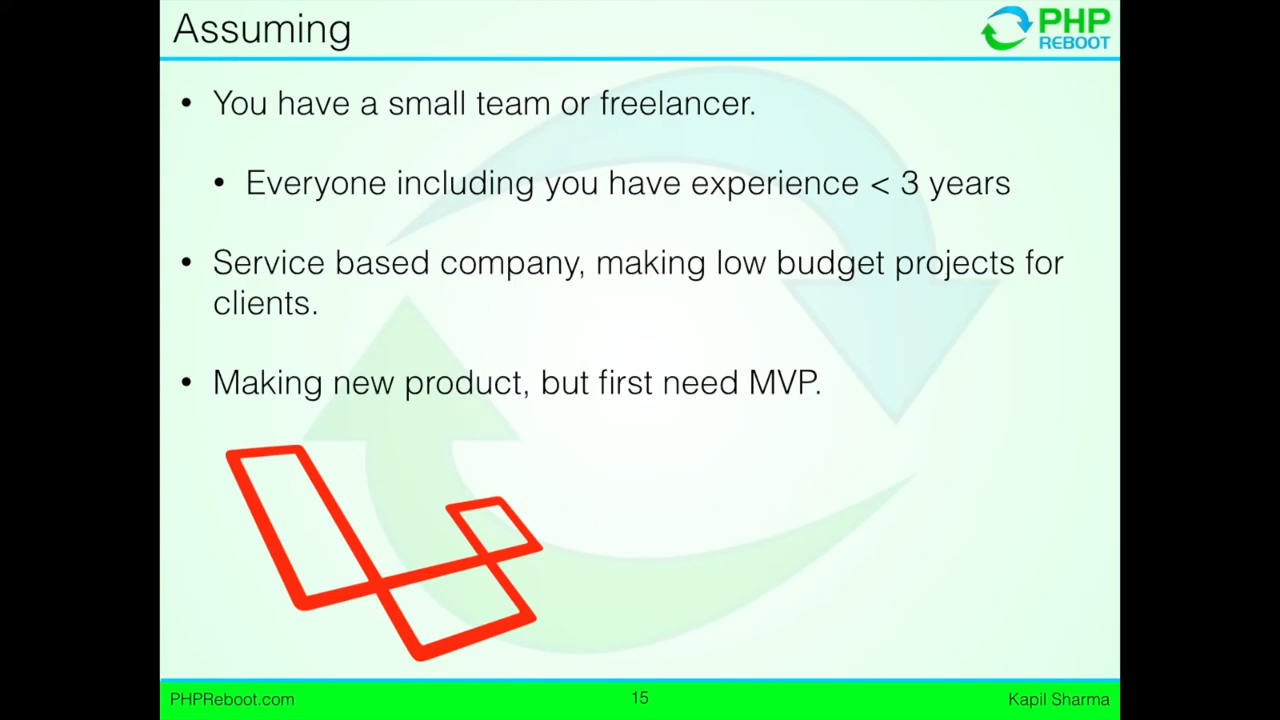 Assuming
PHP
REBOOT
• You have a small team or freelancer.
• Everyone including you have experience < 3 years
• Service based company, making low budget projects for
clients.
• Making new product, but first need MVP.
PHPReboot.com
15
Kapil Sharma